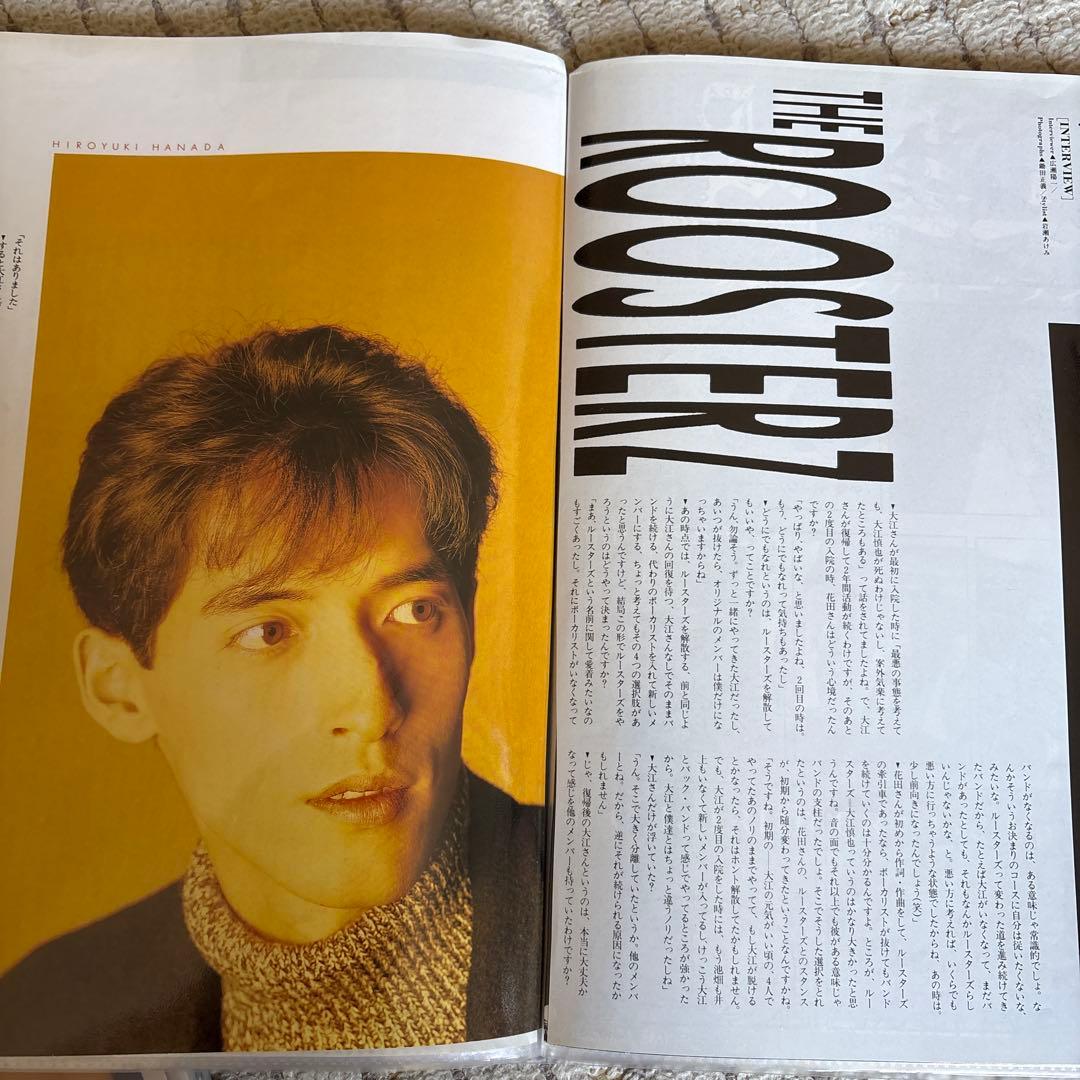 HIROYUKI HANADA
「それはありました」
THE ROOSTERZ
[INTERVIEW]
Interviewer▲広瀬陽一／
Photographs▲鋤田正義／Stylist▲岩瀬あけみ
▼大江さんが最初に入院した時に「最悪の事態を考えて
も、大江慎也が死ぬわけじゃないし、案外気楽に考えて
たところもある」って話をされてましたよね。で、大江
さんが復帰して2年間活動が続くわけですが、そのあと
の2度目の入院の時、花田さんはどういう心境だったん
ですか？
「やっぱり、やばいな、と思いましたよね、2回目の時は。
もう、どうにでもなれって気持ちもあったし」
▼どうにでもなれというのは、ルースターズを解散して
もいいや、ってことですか？
「うん、勿論そう。ずっと一緒にやってきた大江だったし、
あいつが抜けたら、オリジナルのメンバーは僕だけにな
っちゃいますからね」
▼あの時点では、ルースターズを解散する、前と同じよ
うに大江さんの回復を待つ、大江さんなしでそのままバ
ンドを続ける、代わりのボーカリストを入れて新しいメ
ンバーにする、ちょっと考えてもその4つの選択肢があ
ったと思うんですけど、結局この形でルースターズをや
ろうというのはどうやって決まったんですか？
「まあ、ルースターズという名前に関して愛着みたいなの
もすごくあったし。それにボーカリストがいなくなって
バンドがなくなるのは、ある意味じゃ常識的でしょ。な
んかそういうお決まりのコースに自分は従いたくないな、
みたいな。ルースターズって変わった道を進み続けてき
たバンドだから、たとえば大江がいなくなって、まだバ
ンドがあったとしても、それもなんかルースターズらし
いんじゃないかな、と。悪い方に考えれば、いくらでも
悪い方に行っちゃうような状態でしたからね、あの時は。
少し前向きになったんでしょう（笑）」
▼花田さんが初めから作詞、作曲をして、ルースターズ
の牽引車であったなら、ボーカリストが抜けてもバンド
を続けていくのは十分分かるんですよ。ところが、ルー
スターズ＝大江慎也っていうのはかなり大きかったと思
うんですね。音の面でもそれ以上でも彼がある意味じゃ
バンドの支柱だったでしょ。そこでそうした選択をとれ
たというのは、花田さんの、ルースターズとのスタンス
が、初期から随分変わってきたということなんですかね。
「そうですね。初期の――大江の元気がいい頃の、4人で
やってたあのノリのままでやってて、もし大江が脱ける
とかなったら、それはホント解散してたかもしれません。
でも、大江が2度目の入院をした時には、もう池畑も井
上もいなくて新しいメンバーが入ってるし、けっこう大江
とバック・バンドって感じでやってるところが強かった
から。大江と僕達とはちょっと違うノリだったしね」
▼大江さんだけが浮いていた？
「うん。そこで大きく分離していたというか。他のメンバ
ーとね。だから、逆にそれが続けられる原因になったか
もしれません」
▼じゃ、復帰後の大江さんというのは、本当に大丈夫か
なって感じを他のメンバーも持っていたわけですか？